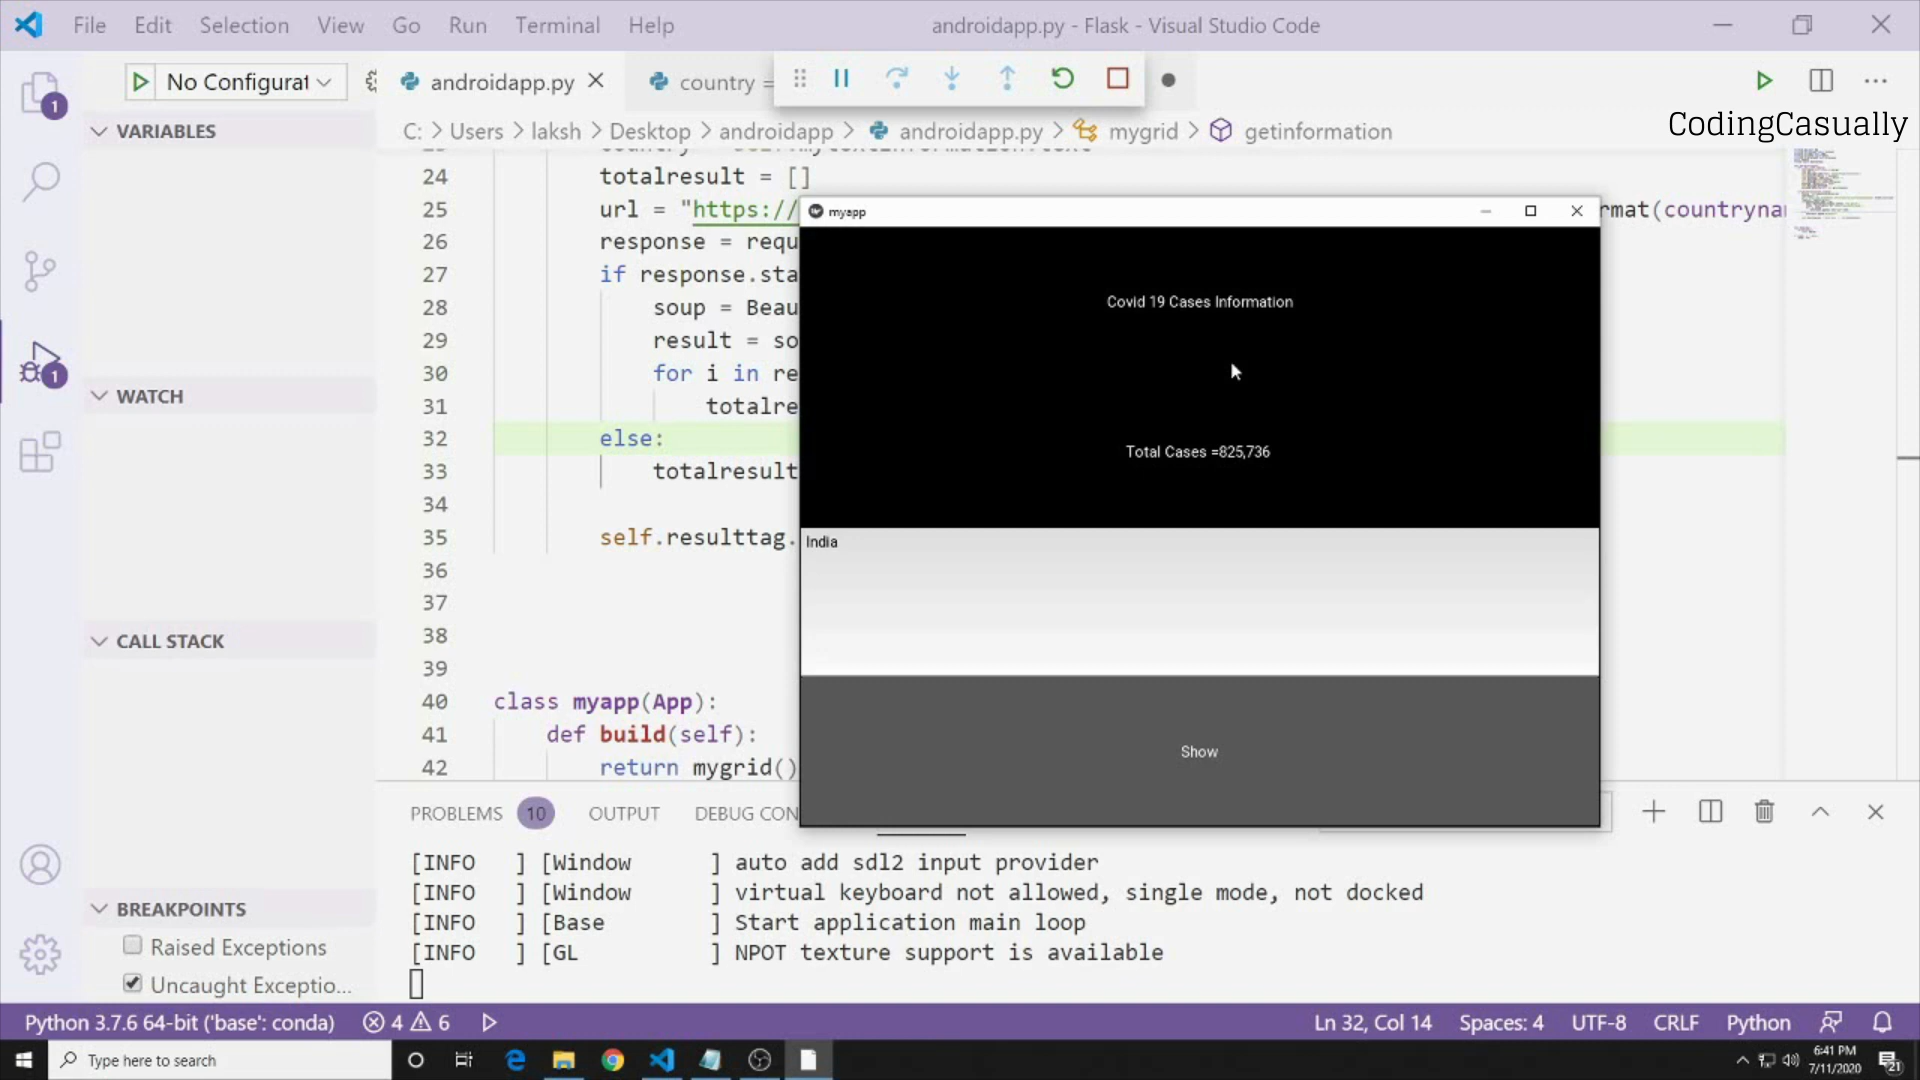 File Edit Selection View Go Run Terminal Help androidapp.py - Flask - Visual Studio Code
1
No Configurat androidapp.py country =
CodingCasually
VARIABLES
C: > Users > laksh > Desktop > androidapp > androidapp.py > mygrid > getinformation
24 totalresult = []
25 url = "https:// rmat(countryna
26 response = requ
27 if response.sta
28 soup = Beau
29 result = so
30 for i in re
31 totalre
32 else:
33 totalresult
34
35 self.resulttag.
36
37
38
39
40 class myapp(App):
41 def build(self):
42 return mygrid()
1
WATCH
CALL STACK
BREAKPOINTS
Raised Exceptions
Uncaught Exceptio...
myapp
Covid 19 Cases Information
Total Cases =825,736
India
Show
PROBLEMS 10 OUTPUT DEBUG CON
[INFO ] [Window ] auto add sdl2 input provider
[INFO ] [Window ] virtual keyboard not allowed, single mode, not docked
[INFO ] [Base ] Start application main loop
[INFO ] [GL ] NPOT texture support is available
Python 3.7.6 64-bit ('base': conda) 4 6 Ln 32, Col 14 Spaces: 4 UTF-8 CRLF Python
Type here to search
6:41 PM
7/11/2020
21